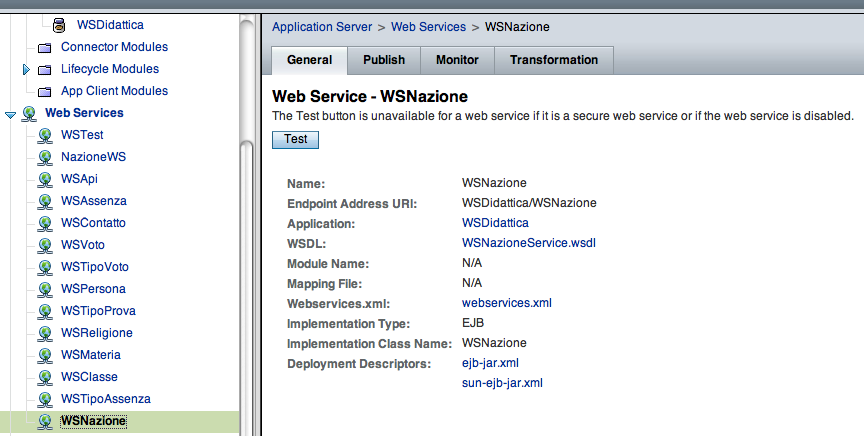 WSDidattica
Connector Modules
Lifecycle Modules
App Client Modules
Web Services
WSTest
NazioneWS
WSApi
WSAssenza
WSContatto
WSVoto
WSTipoVoto
WSPersona
WSTipoProva
WSReligione
WSMateria
WSClasse
WSTipoAssenza
WSNazione
Application Server > Web Services > WSNazione
General Publish Monitor Transformation
Web Service - WSNazione
The Test button is unavailable for a web service if it is a secure web service or if the web service is disabled.
Test
Name: WSNazione
Endpoint Address URI: WSDidattica/WSNazione
Application: WSDidattica
WSDL: WSNazioneService.wsdl
Module Name: N/A
Mapping File: N/A
Webservices.xml: webservices.xml
Implementation Type: EJB
Implementation Class Name: WSNazione
Deployment Descriptors: ejb-jar.xml
sun-ejb-jar.xml